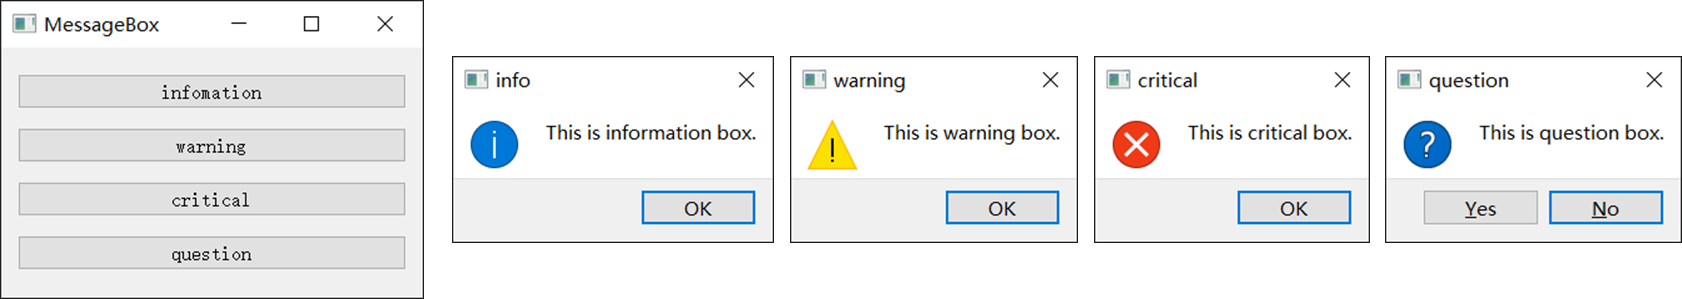 MessageBox
infomation
warning
critical
question
info
This is information box.
OK
warning
This is warning box.
OK
critical
This is critical box.
OK
question
This is question box.
Yes No